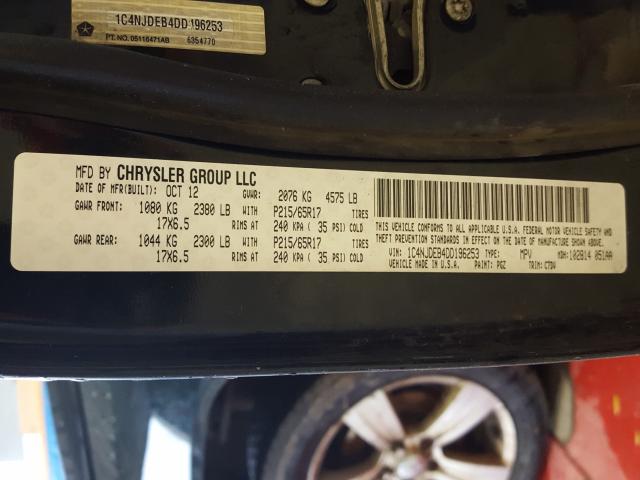 1C4NJDEB4DD196253
PT. NO. 05116471AB 6354770
MFD BY CHRYSLER GROUP LLC
DATE OF MFR(BUILT): OCT 12 GVWR: 2076 KG 4575 LB
GAWR FRONT: 1080 KG 2380 LB WITH P215/65R17 TIRES
17X6.5 RIMS AT 240 KPA ( 35 PSI) COLD
GAWR REAR: 1044 KG 2300 LB WITH P215/65R17 TIRES
17X6.5 RIMS AT 240 KPA ( 35 PSI) COLD
THIS VEHICLE CONFORMS TO ALL APPLICABLE U.S.A. FEDERAL MOTOR VEHICLE SAFETY AND
THEFT PREVENTION STANDARDS IN EFFECT ON THE DATE OF MANUFACTURE SHOWN ABOVE.
VIN: 1C4NJDEB4DD196253 TYPE: MPV MDH: 102814 051AA
VEHICLE MADE IN U.S.A. PAINT: PGZ TRIM: C7DV